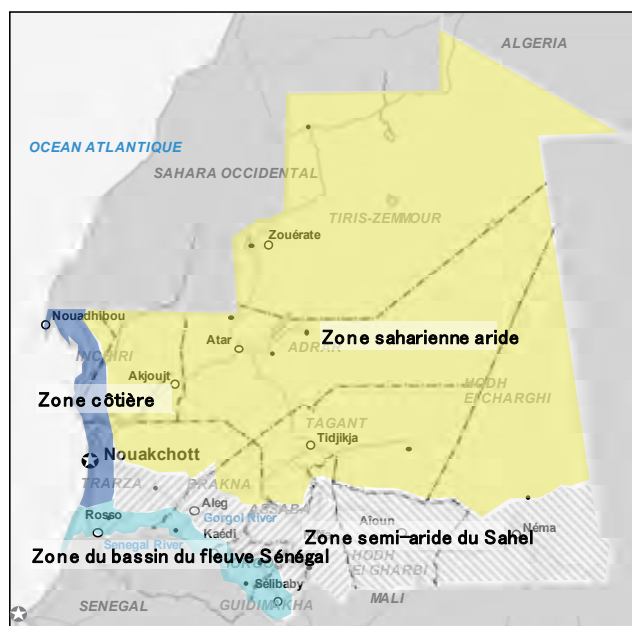 ALGERIA
OCEAN ATLANTIQUE
SAHARA OCCIDENTAL
TIRIS-ZEMMOUR
Zouérate
Nouadhibou
Zone saharienne aride
Atar
ADRAR
INCHIRI
Akjoujt
HODH
El CHARGHI
Zone côtière
TAGANT
Tidjikja
Nouakchott
TRARZA
BRAKNA
Aleg
ASSABA
Rosso
Gorgol River
Aïoun
Néma
Kaédi
Zone semi-aride du Sahel
Senegal River
Zone du bassin du fleuve Sénégal
HODH
El GHARBI
Sélibaby
SENEGAL
GUIDIMAKHA
MALI